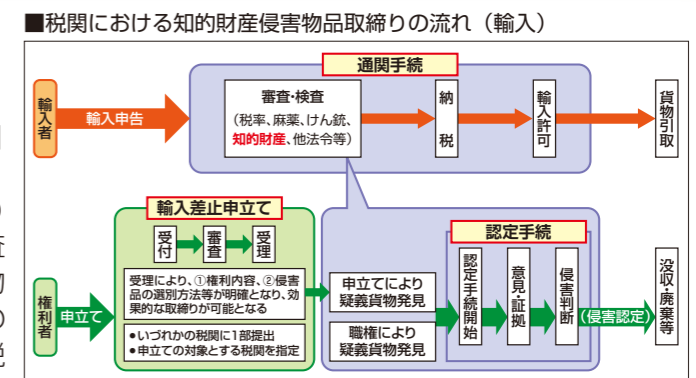 ■税関における知的財産侵害物品取締りの流れ（輸入）
通関手続
輸入者
輸入申告
審査・検査
（税率、麻薬、けん銃、
知的財産、他法令等）
納税
輸入許可
貨物引取
輸入差止申立て
認定手続
権利者
申立て
受付
審査
受理
受理により、①権利内容、②侵害
品の選別方法等が明確となり、効
果的な取締りが可能となる
●いづれかの税関に1部提出
●申立ての対象とする税関を指定
申立てにより
疑義貨物発見
職権により
疑義貨物発見
認定手続開始
意見・証拠
侵害判断
（侵害認定）
没収・廃棄等